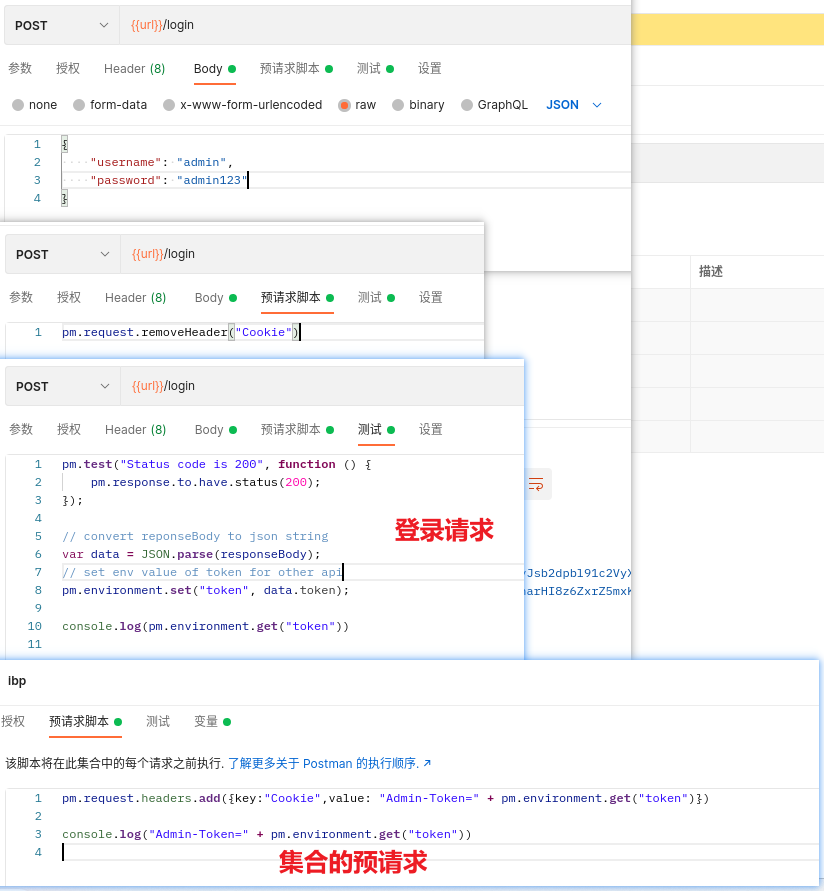 POST {{url}}/login
参数 授权 Header (8) Body 预请求脚本 测试 设置
none form-data x-www-form-urlencoded raw binary GraphQL JSON
1 {
2 "username": "admin",
3 "password": "admin123"
4 }
描述
POST {{url}}/login
参数 授权 Header (8) Body 预请求脚本 测试 设置
1 pm.request.removeHeader("Cookie")
POST {{url}}/login
参数 授权 Header (8) Body 预请求脚本 测试 设置
1 pm.test("Status code is 200", function () {
2 pm.response.to.have.status(200);
3 });
4
5 // convert reponseBody to json string
6 var data = JSON.parse(responseBody);
7 // set env value of token for other api
8 pm.environment.set("token", data.token);
9
10 console.log(pm.environment.get("token"))
11
登录请求
ibp
授权 预请求脚本 测试 变量
该脚本将在此集合中的每个请求之前执行. 了解更多关于 Postman 的执行顺序. ↗
1 pm.request.headers.add({key:"Cookie",value: "Admin-Token=" + pm.environment.get("token")})
2
3 console.log("Admin-Token=" + pm.environment.get("token"))
4
集合的预请求